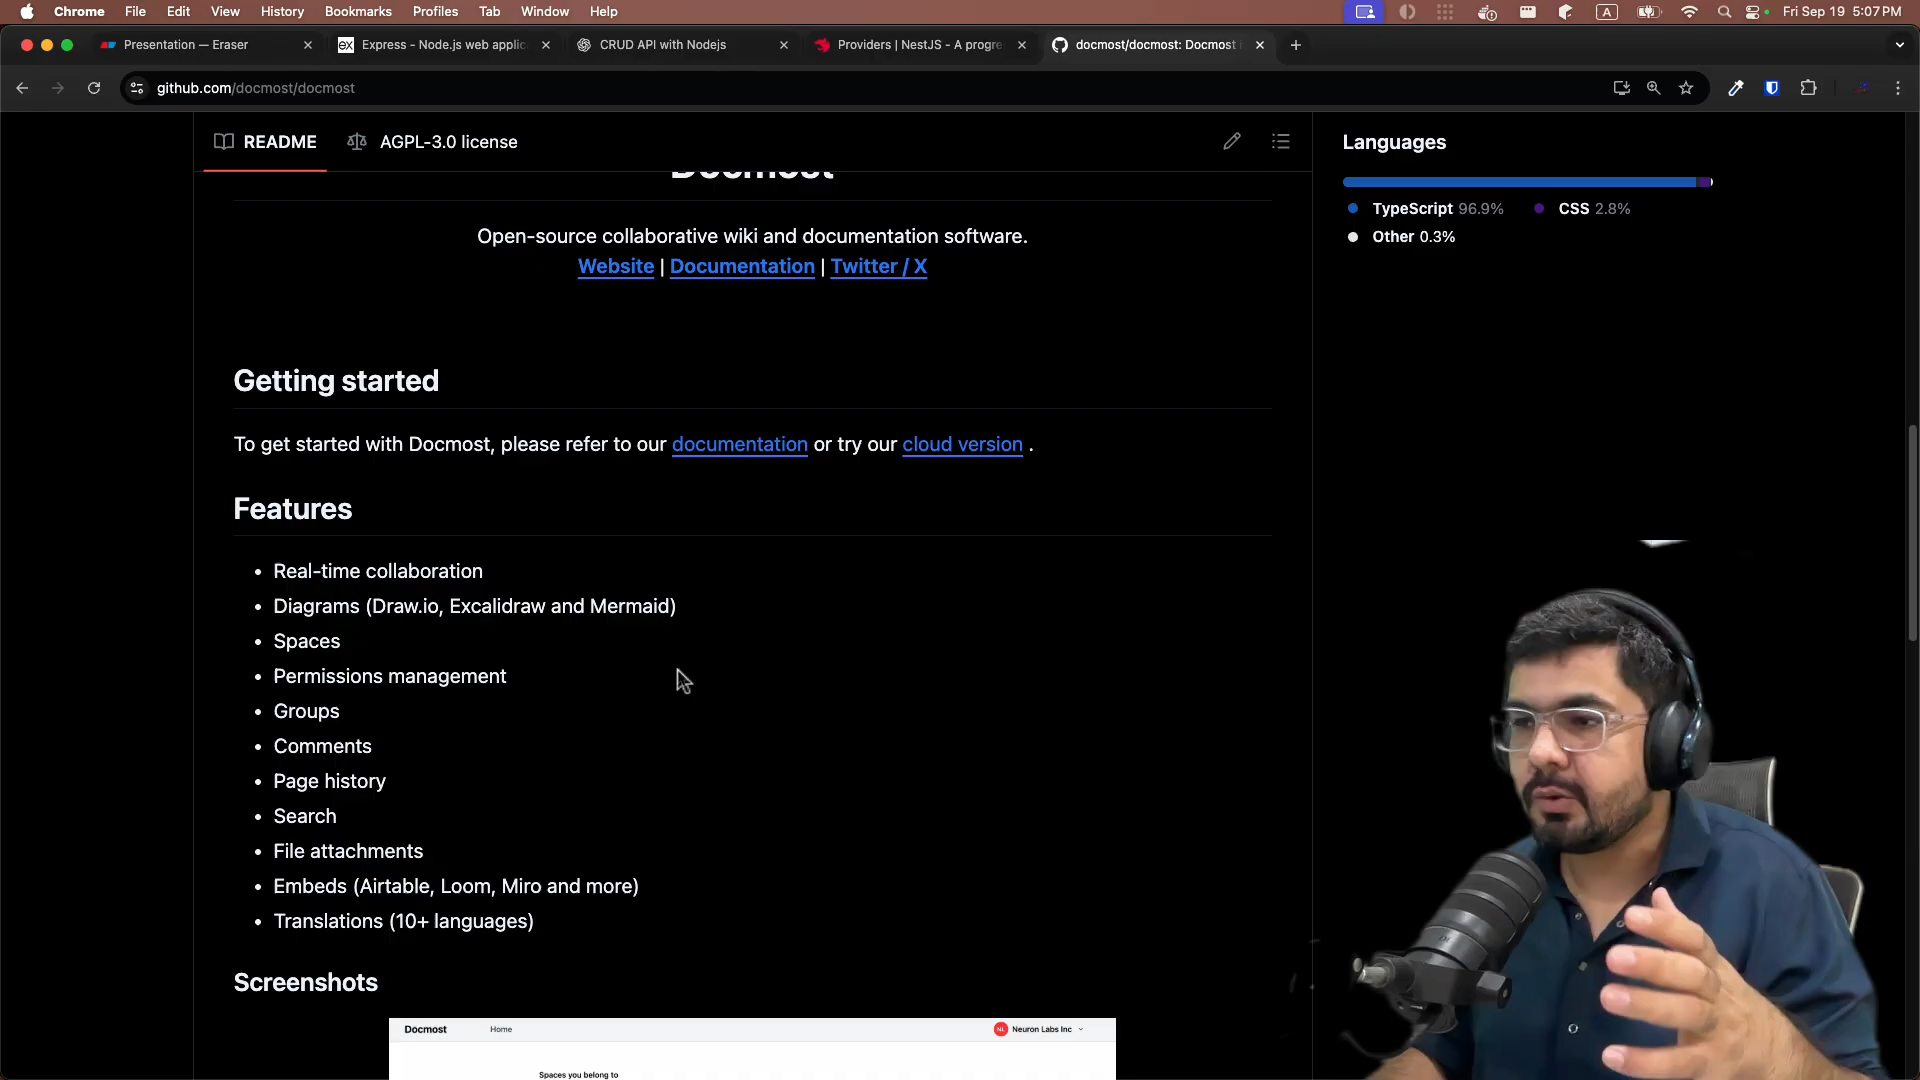 Chrome File Edit View History Bookmarks Profiles Tab Window Help
A
Fri Sep 19 5:07 PM
Presentation — Eraser
Express - Node.js web applic
CRUD API with Nodejs
Providers | NestJS - A progre
docmost/docmost: Docmost i
github.com/docmost/docmost
README
AGPL-3.0 license
Docmost
Open-source collaborative wiki and documentation software.
Website | Documentation | Twitter / X
Getting started
To get started with Docmost, please refer to our documentation or try our cloud version .
Features
• Real-time collaboration
• Diagrams (Draw.io, Excalidraw and Mermaid)
• Spaces
• Permissions management
• Groups
• Comments
• Page history
• Search
• File attachments
• Embeds (Airtable, Loom, Miro and more)
• Translations (10+ languages)
Screenshots
Docmost Home
NL Neuron Labs Inc
Spaces you belong to
Languages
TypeScript 96.9%
CSS 2.8%
Other 0.3%